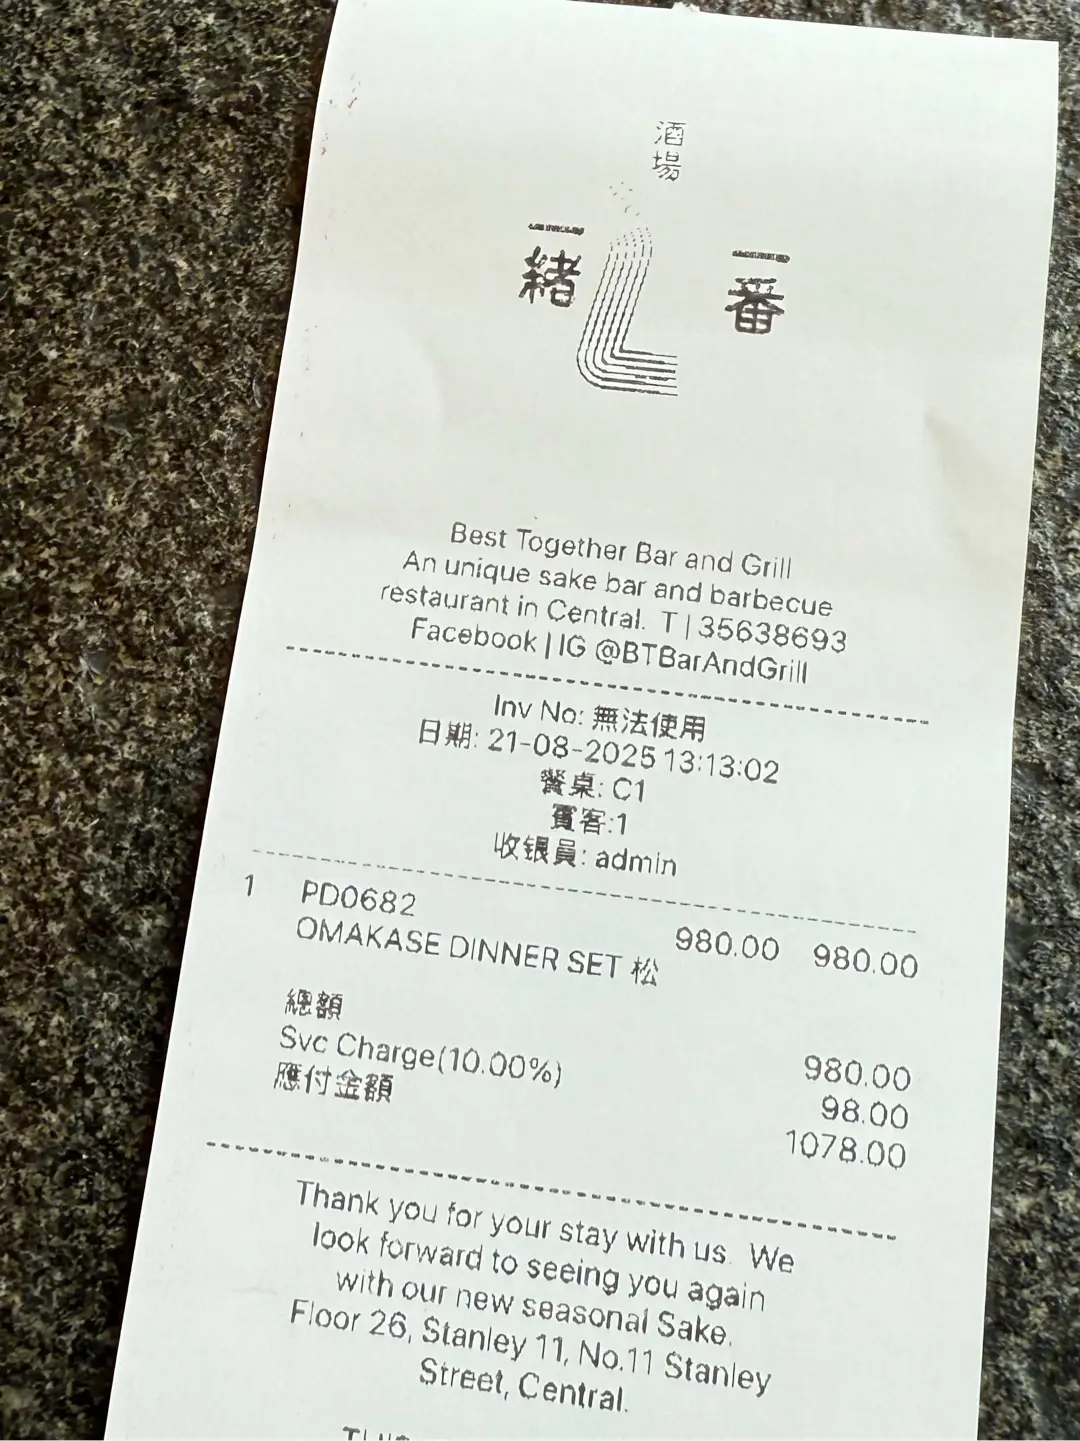 酒場
一緒
一番
Best Together Bar and Grill
An unique sake bar and barbecue
restaurant in Central. T | 35638693
Facebook | IG @BTBarAndGrill
Inv No: 無法使用
日期: 21-08-2025 13:13:02
餐桌: C1
賓客:1
收银員: admin
1 PD0682
OMAKASE DINNER SET 松 980.00 980.00
總額 980.00
Svc Charge(10.00%) 98.00
應付金額 1078.00
Thank you for your stay with us. We
look forward to seeing you again
with our new seasonal Sake.
Floor 26, Stanley 11, No.11 Stanley
Street, Central.